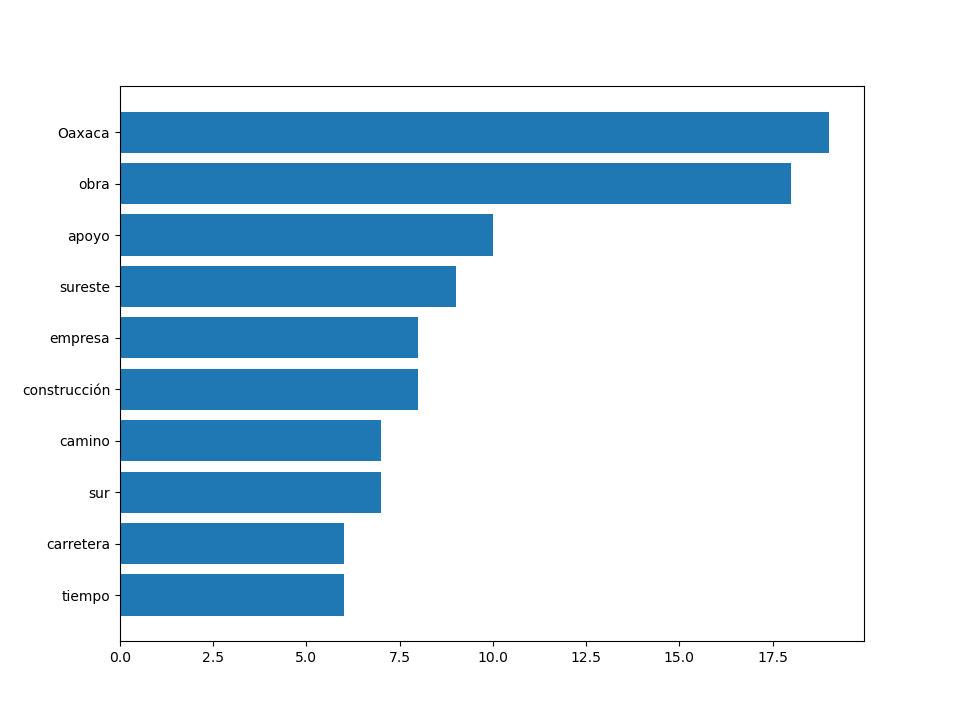 Oaxaca
obra
apoyo
sureste
empresa
construcción
camino
sur
carretera
tiempo
0.0 2.5 5.0 7.5 10.0 12.5 15.0 17.5